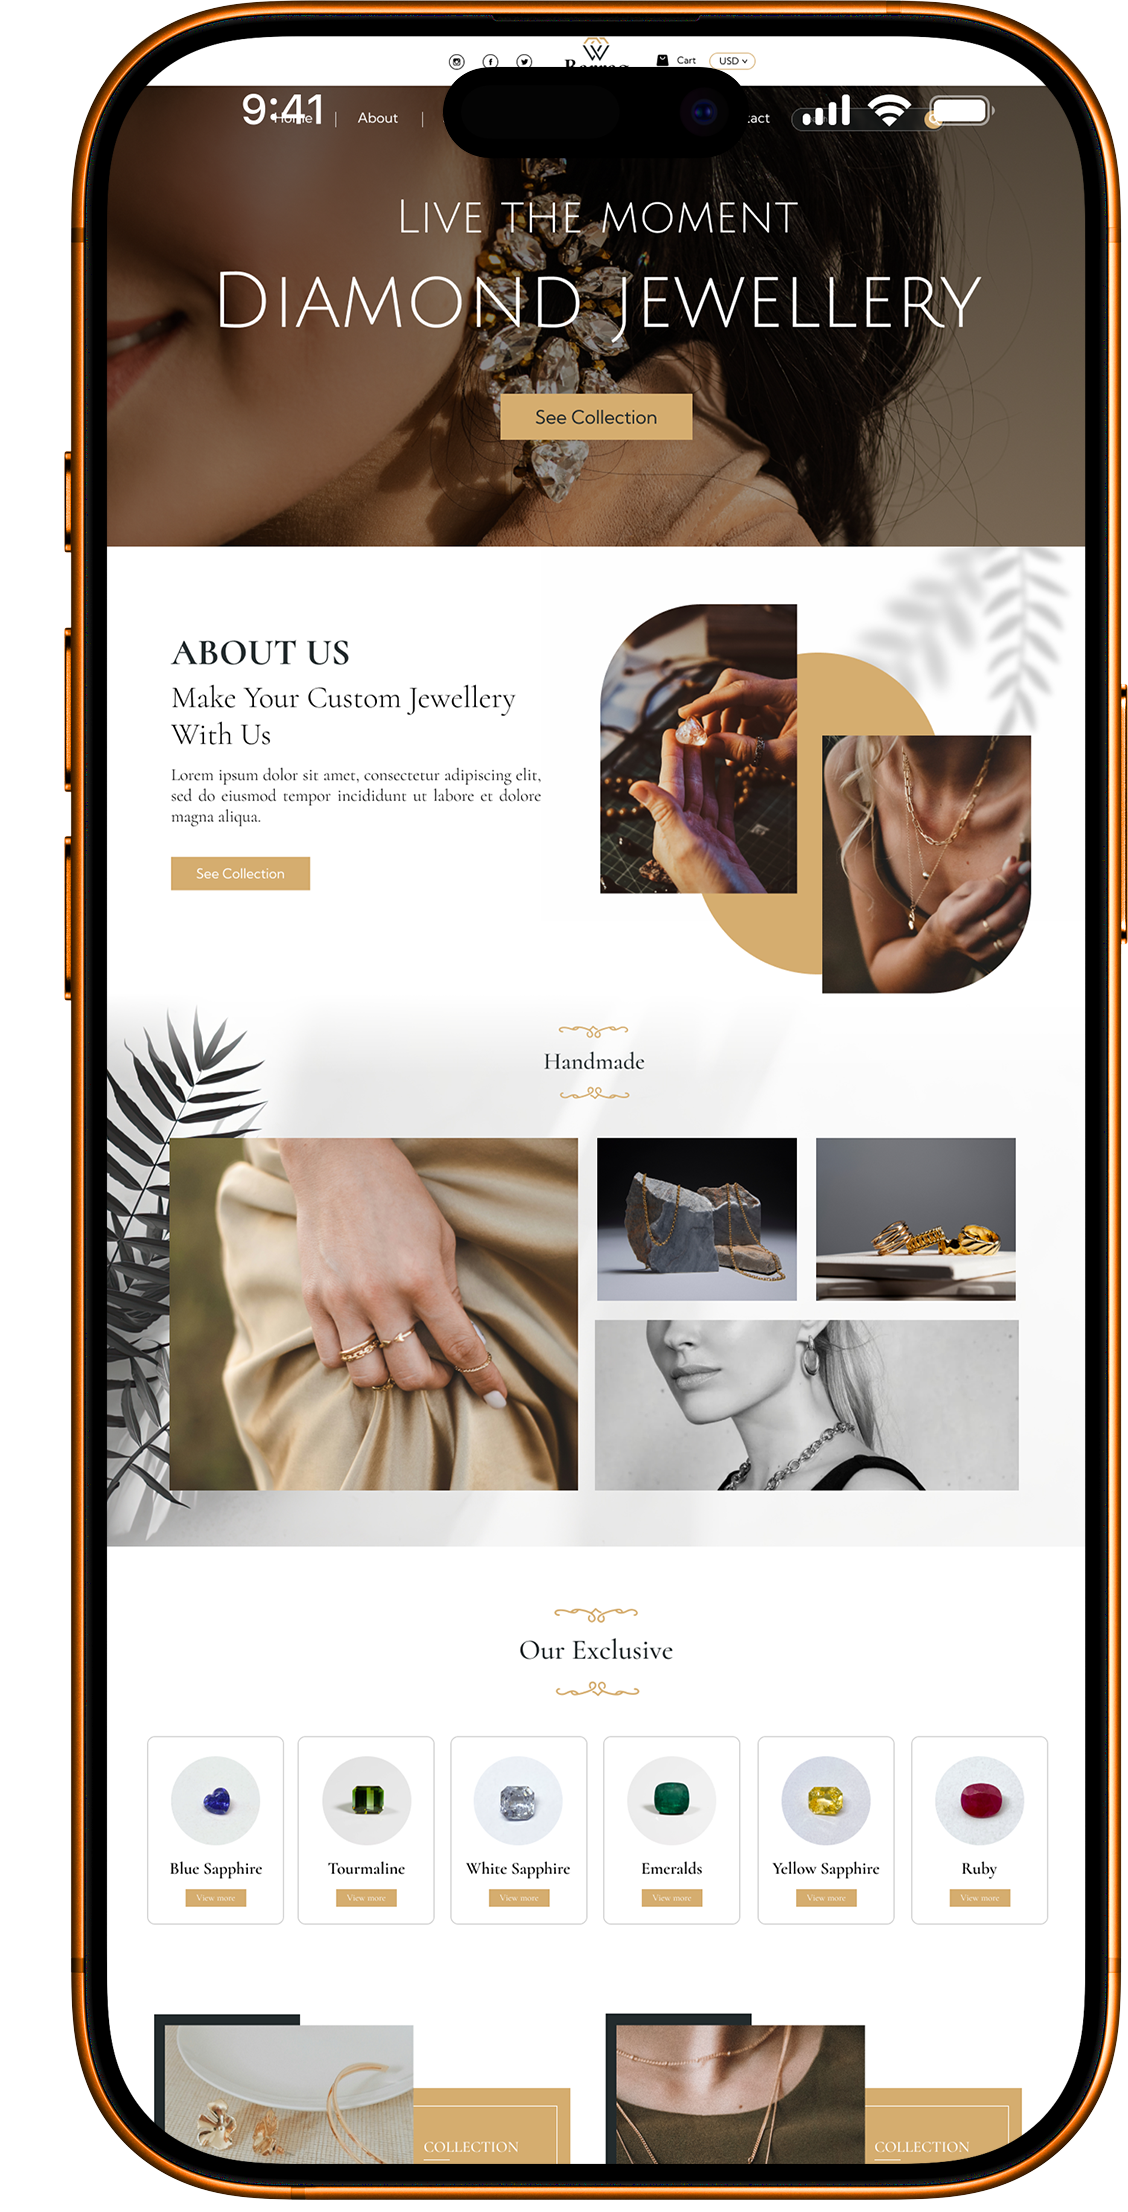 Cart
USD
9:41
Home | About |
LIVE THE MOMENT
DIAMOND JEWELLERY
See Collection
ABOUT US
Make Your Custom Jewellery
With Us
Lorem ipsum dolor sit amet, consectetur adipiscing elit,
sed do eiusmod tempor incididunt ut labore et dolore
magna aliqua.
See Collection
Handmade
Our Exclusive
Blue Sapphire
View more
Tourmaline
View more
White Sapphire
View more
Emeralds
View more
Yellow Sapphire
View more
Ruby
View more
COLLECTION
COLLECTION